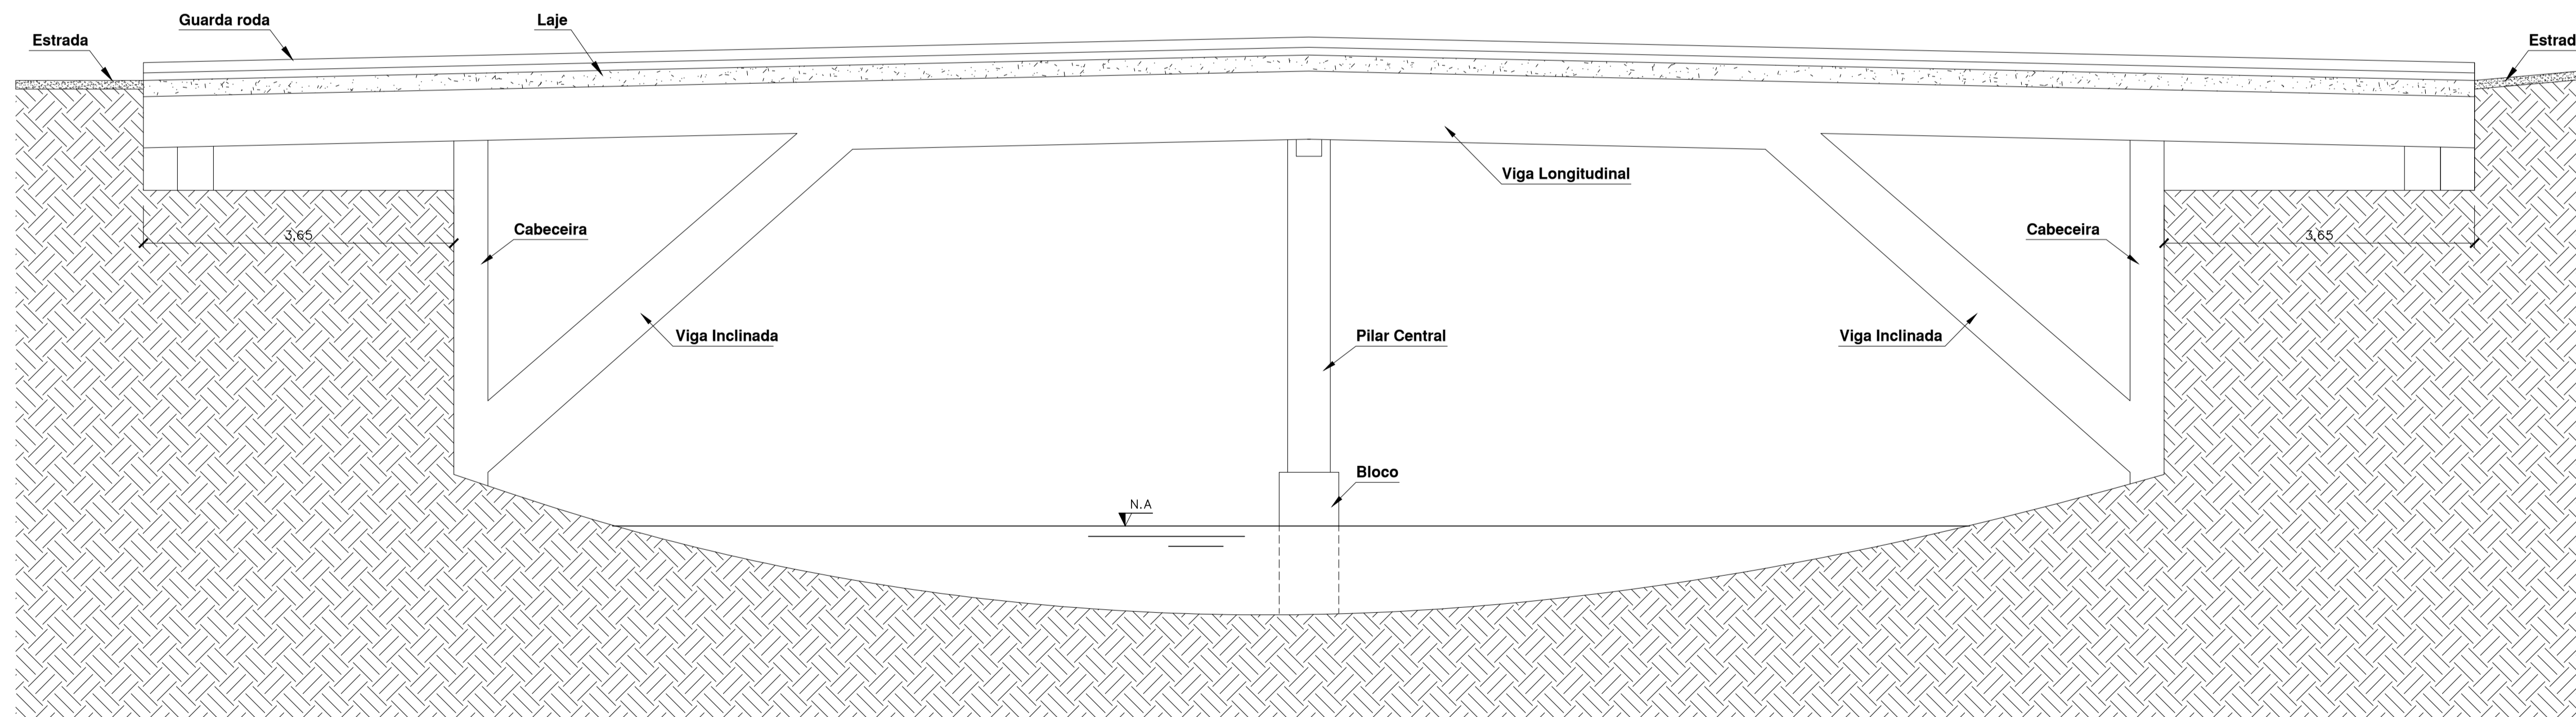 Guarda roda
Laje
Estrada
Estrad
Viga Longitudinal
Cabeceira
Cabeceira
3,65
3,65
Viga Inclinada
Pilar Central
Viga Inclinada
Bloco
N.A